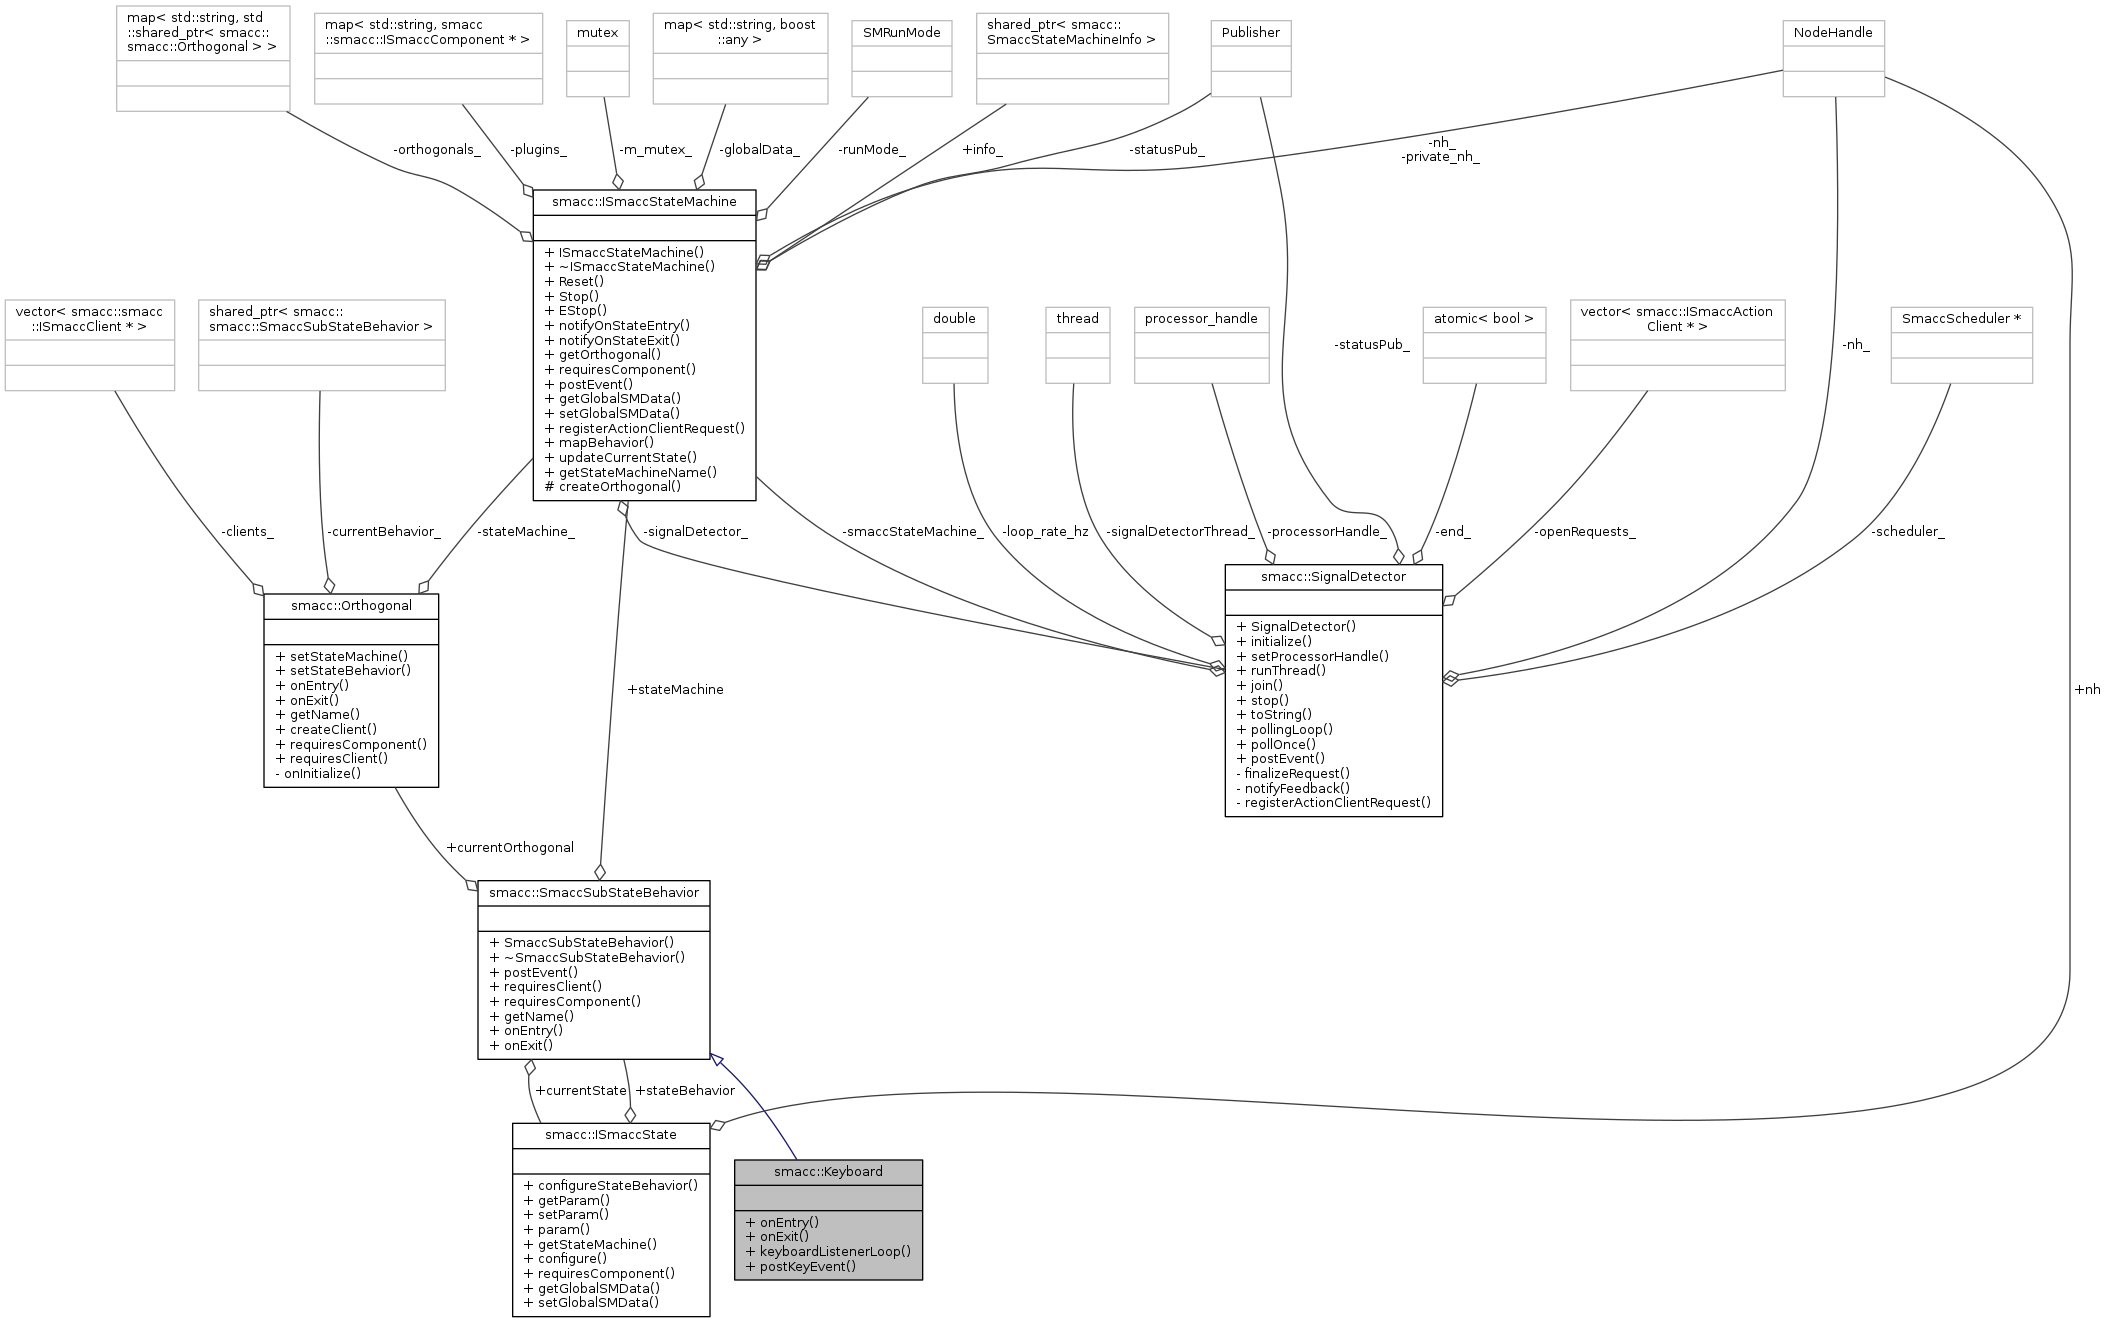 map< std::string, std
::shared_ptr< smacc::
smacc::Orthogonal > >
map< std::string, smacc
::smacc::ISmaccComponent * >
mutex
map< std::string, boost
::any >
SMRunMode
shared_ptr< smacc::
SmaccStateMachineInfo >
Publisher
NodeHandle
-orthogonals_
-plugins_
-m_mutex_
-globalData_
-runMode_
+info_
-statusPub_
-nh_
-private_nh_
smacc::ISmaccStateMachine
+ ISmaccStateMachine()
+ ~ISmaccStateMachine()
+ Reset()
+ Stop()
+ EStop()
+ notifyOnStateEntry()
+ notifyOnStateExit()
+ getOrthogonal()
+ requiresComponent()
+ postEvent()
+ getGlobalSMData()
+ setGlobalSMData()
+ registerActionClientRequest()
+ mapBehavior()
+ updateCurrentState()
+ getStateMachineName()
# createOrthogonal()
vector< smacc::smacc
::ISmaccClient * >
shared_ptr< smacc::
smacc::SmaccSubStateBehavior >
double
thread
processor_handle
atomic< bool >
vector< smacc::ISmaccAction
Client * >
SmaccScheduler *
-statusPub_
-nh_
-clients_
-currentBehavior_
-stateMachine_
-signalDetector_
-smaccStateMachine_
-loop_rate_hz
-signalDetectorThread_
-processorHandle_
-end_
-openRequests_
-scheduler_
smacc::Orthogonal
+ setStateMachine()
+ setStateBehavior()
+ onEntry()
+ onExit()
+ getName()
+ createClient()
+ requiresComponent()
+ requiresClient()
- onInitialize()
smacc::SignalDetector
+ SignalDetector()
+ initialize()
+ setProcessorHandle()
+ runThread()
+ join()
+ stop()
+ toString()
+ pollingLoop()
+ pollOnce()
+ postEvent()
- finalizeRequest()
- notifyFeedback()
- registerActionClientRequest()
+stateMachine
+nh
+currentOrthogonal
smacc::SmaccSubStateBehavior
+ SmaccSubStateBehavior()
+ ~SmaccSubStateBehavior()
+ postEvent()
+ requiresClient()
+ requiresComponent()
+ getName()
+ onEntry()
+ onExit()
+currentState
+stateBehavior
smacc::ISmaccState
+ configureStateBehavior()
+ getParam()
+ setParam()
+ param()
+ getStateMachine()
+ configure()
+ requiresComponent()
+ getGlobalSMData()
+ setGlobalSMData()
smacc::Keyboard
+ onEntry()
+ onExit()
+ keyboardListenerLoop()
+ postKeyEvent()